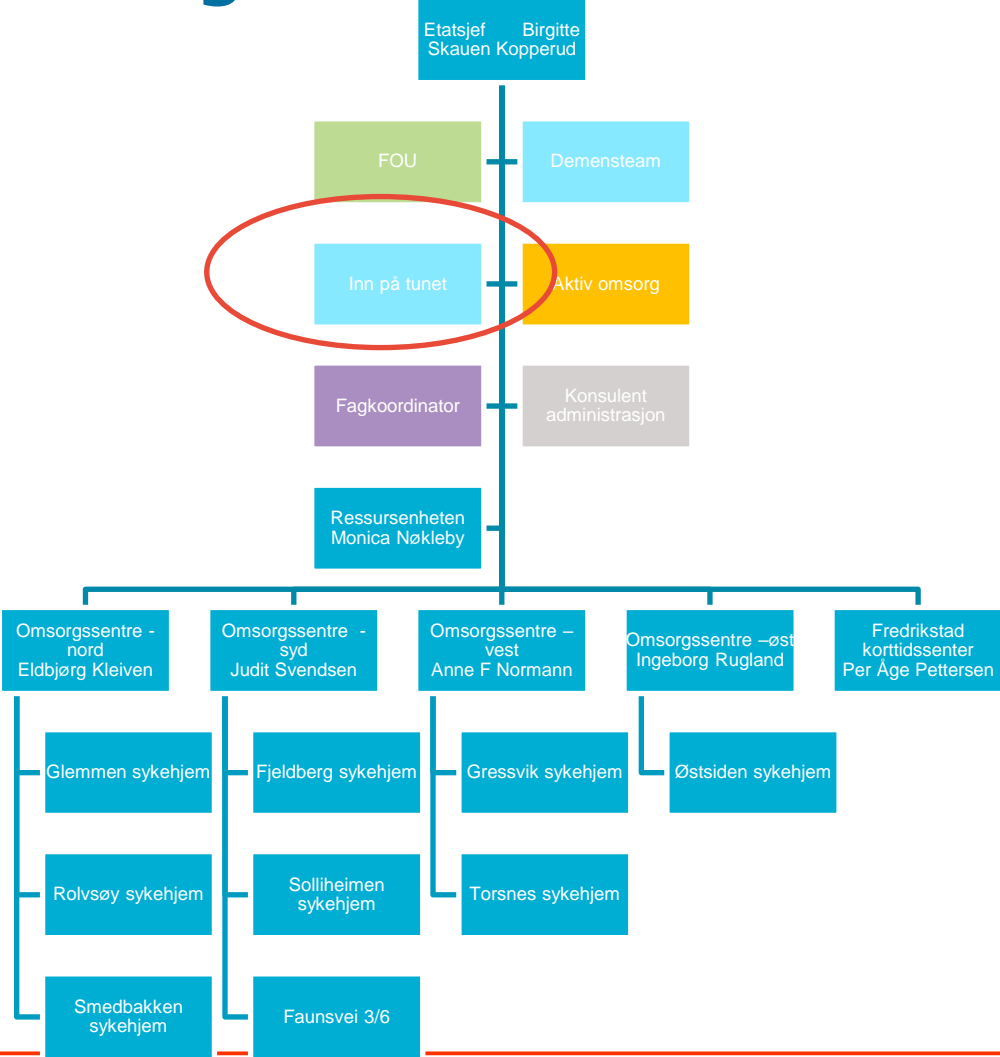 Etatsjef Birgitte
Skauen Kopperud
FOU
Demensteam
Inn på tunet
Aktiv omsorg
Fagkoordinator
Konsulent
administrasjon
Ressursenheten
Monica Nøkleby
Omsorgssentre -
nord
Eldbjørg Kleiven
Omsorgssentre -
syd
Judit Svendsen
Omsorgssentre –
vest
Anne F Normann
Omsorgssentre –øst
Ingeborg Rugland
Fredrikstad
korttidssenter
Per Åge Pettersen
Glemmen sykehjem
Fjeldberg sykehjem
Gressvik sykehjem
Østsiden sykehjem
Rolvsøy sykehjem
Solliheimen
sykehjem
Torsnes sykehjem
Smedbakken
sykehjem
Faunsvei 3/6